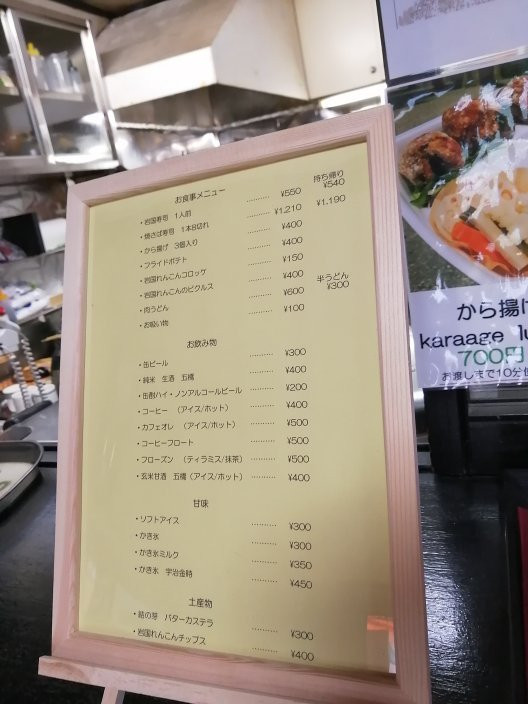 お食事メニュー 持ち帰り
・岩国寿司 1人前 ………… ¥550 ¥540
・焼さば寿司 1本8切れ ………… ¥1,210 ¥1,190
・から揚げ 3個入り ………… ¥400
・フライドポテト ………… ¥400
・岩国れんこんコロッケ ………… ¥150
・岩国れんこんのピクルス ………… ¥400 半うどん
・肉うどん ………… ¥600 ¥300
・お吸い物 ………… ¥100
お飲み物
・缶ビール ………… ¥300
・純米 生酒 五橋 ………… ¥400
・缶酎ハイ・ノンアルコールビール ………… ¥200
・コーヒー （アイス/ホット） ………… ¥400
・カフェオレ （アイス/ホット） ………… ¥500
・コーヒーフロート ………… ¥500
・フローズン （ティラミス/抹茶） ………… ¥500
・玄米甘酒 五橋（アイス/ホット） ………… ¥400
甘味
・ソフトアイス ………… ¥300
・かき氷 ………… ¥300
・かき氷ミルク ………… ¥350
・かき氷 宇治金時 ………… ¥450
土産物
バターカステラ ………… ¥300
・岩国れんこんチップス ………… ¥400
から揚げ
karaage lu
700円
お渡しまで10分